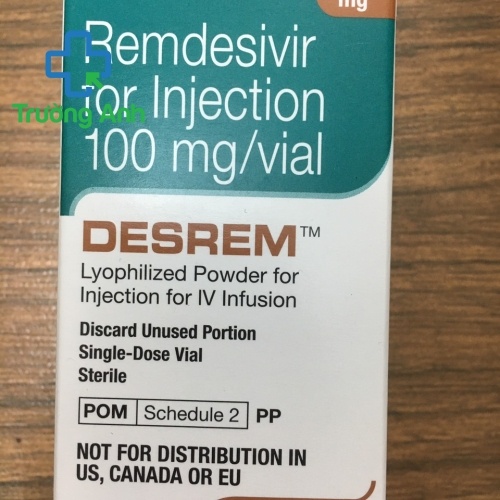 mg
Remdesivir
for Injection
Trường Anh
100 mg/vial
DESREM™
Lyophilized Powder for
Injection for IV Infusion
Discard Unused Portion
Single-Dose Vial
Sterile
POM Schedule 2 PP
NOT FOR DISTRIBUTION IN
US, CANADA OR EU